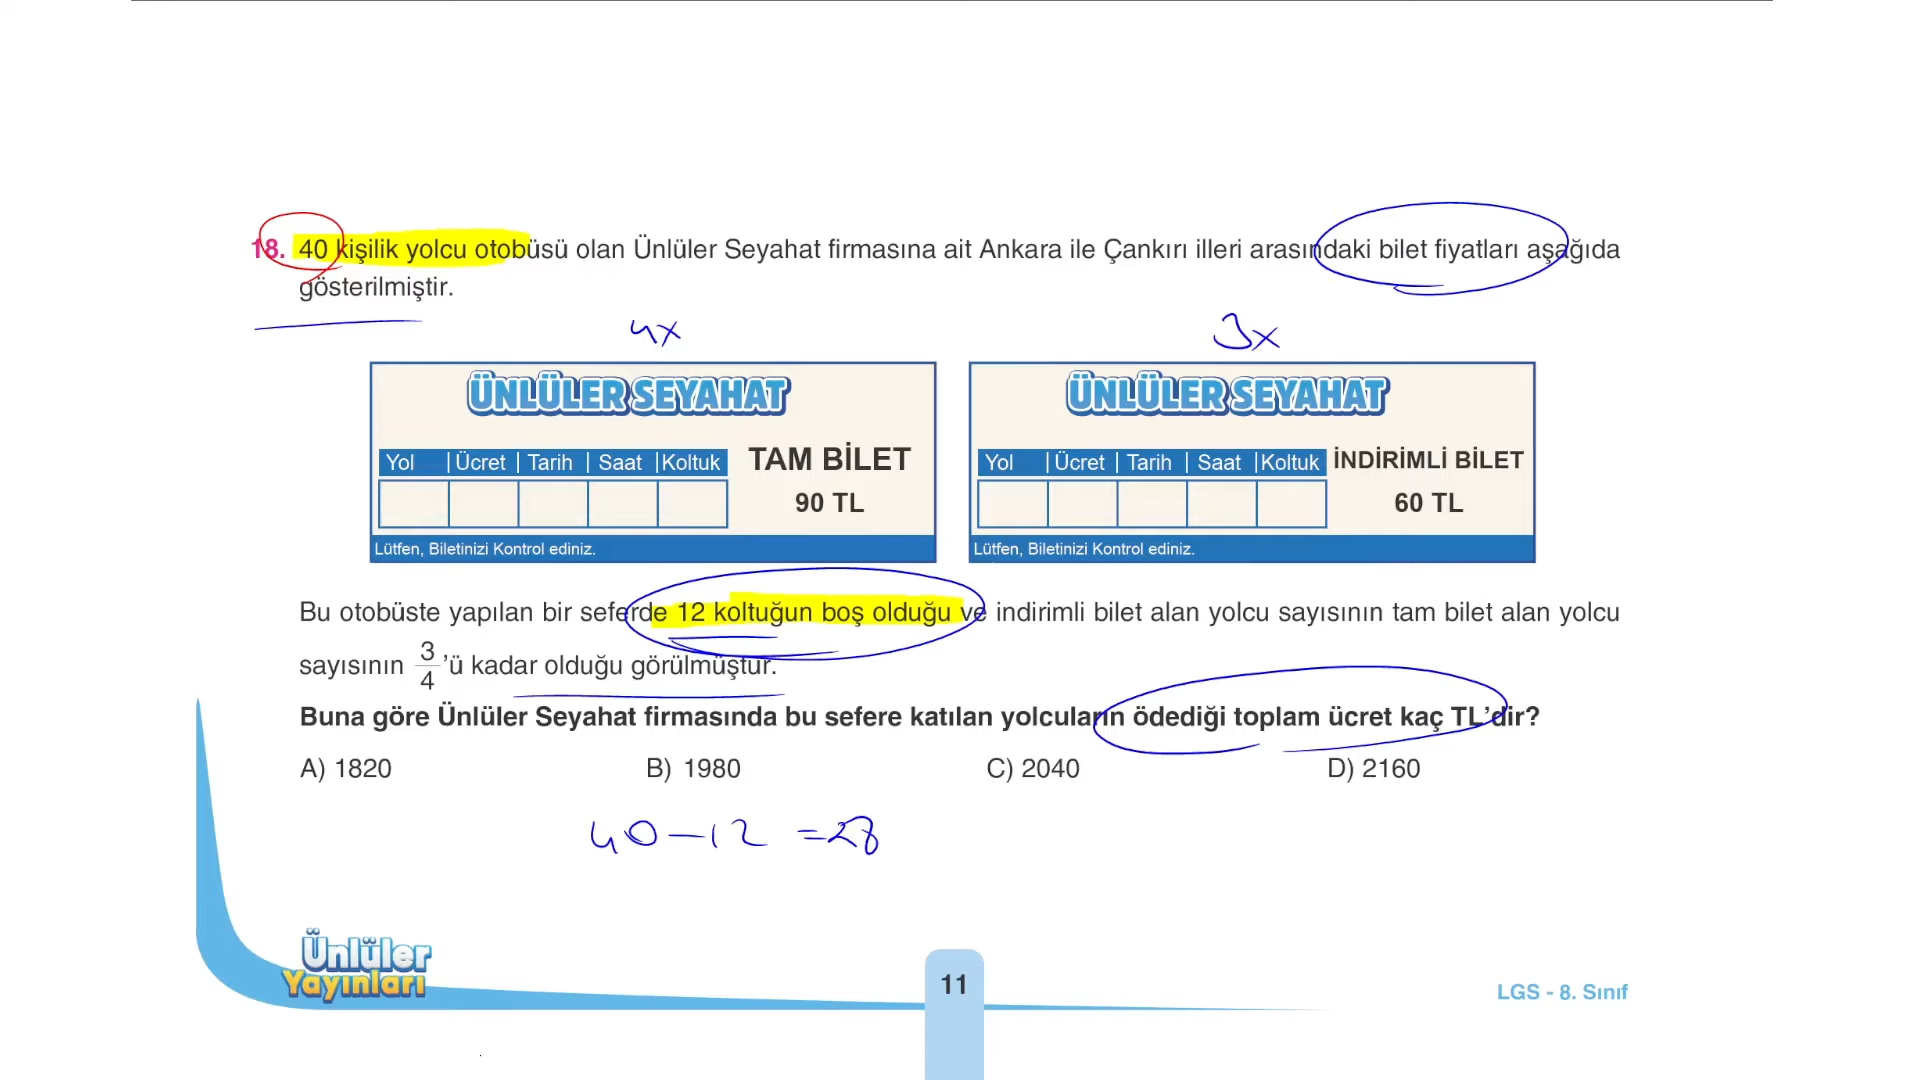 18. 40 kişilik yolcu otobüsü olan Ünlüler Seyahat firmasına ait Ankara ile Çankırı illeri arasındaki bilet fiyatları aşağıda
gösterilmiştir.
4x
3x
ÜNLÜLER SEYAHAT
Yol | Ücret | Tarih | Saat | Koltuk
TAM BİLET
90 TL
Lütfen, Biletinizi Kontrol ediniz.
ÜNLÜLER SEYAHAT
Yol | Ücret | Tarih | Saat | Koltuk
İNDİRİMLİ BİLET
60 TL
Lütfen, Biletinizi Kontrol ediniz.
Bu otobüste yapılan bir seferde 12 koltuğun boş olduğu ve indirimli bilet alan yolcu sayısının tam bilet alan yolcu
sayısının 3/4'ü kadar olduğu görülmüştür.
Buna göre Ünlüler Seyahat firmasında bu sefere katılan yolcuların ödediği toplam ücret kaç TL'dir?
A) 1820 B) 1980 C) 2040 D) 2160
40-12 =28
Ünlüler
Yayınları
11
LGS - 8. Sınıf